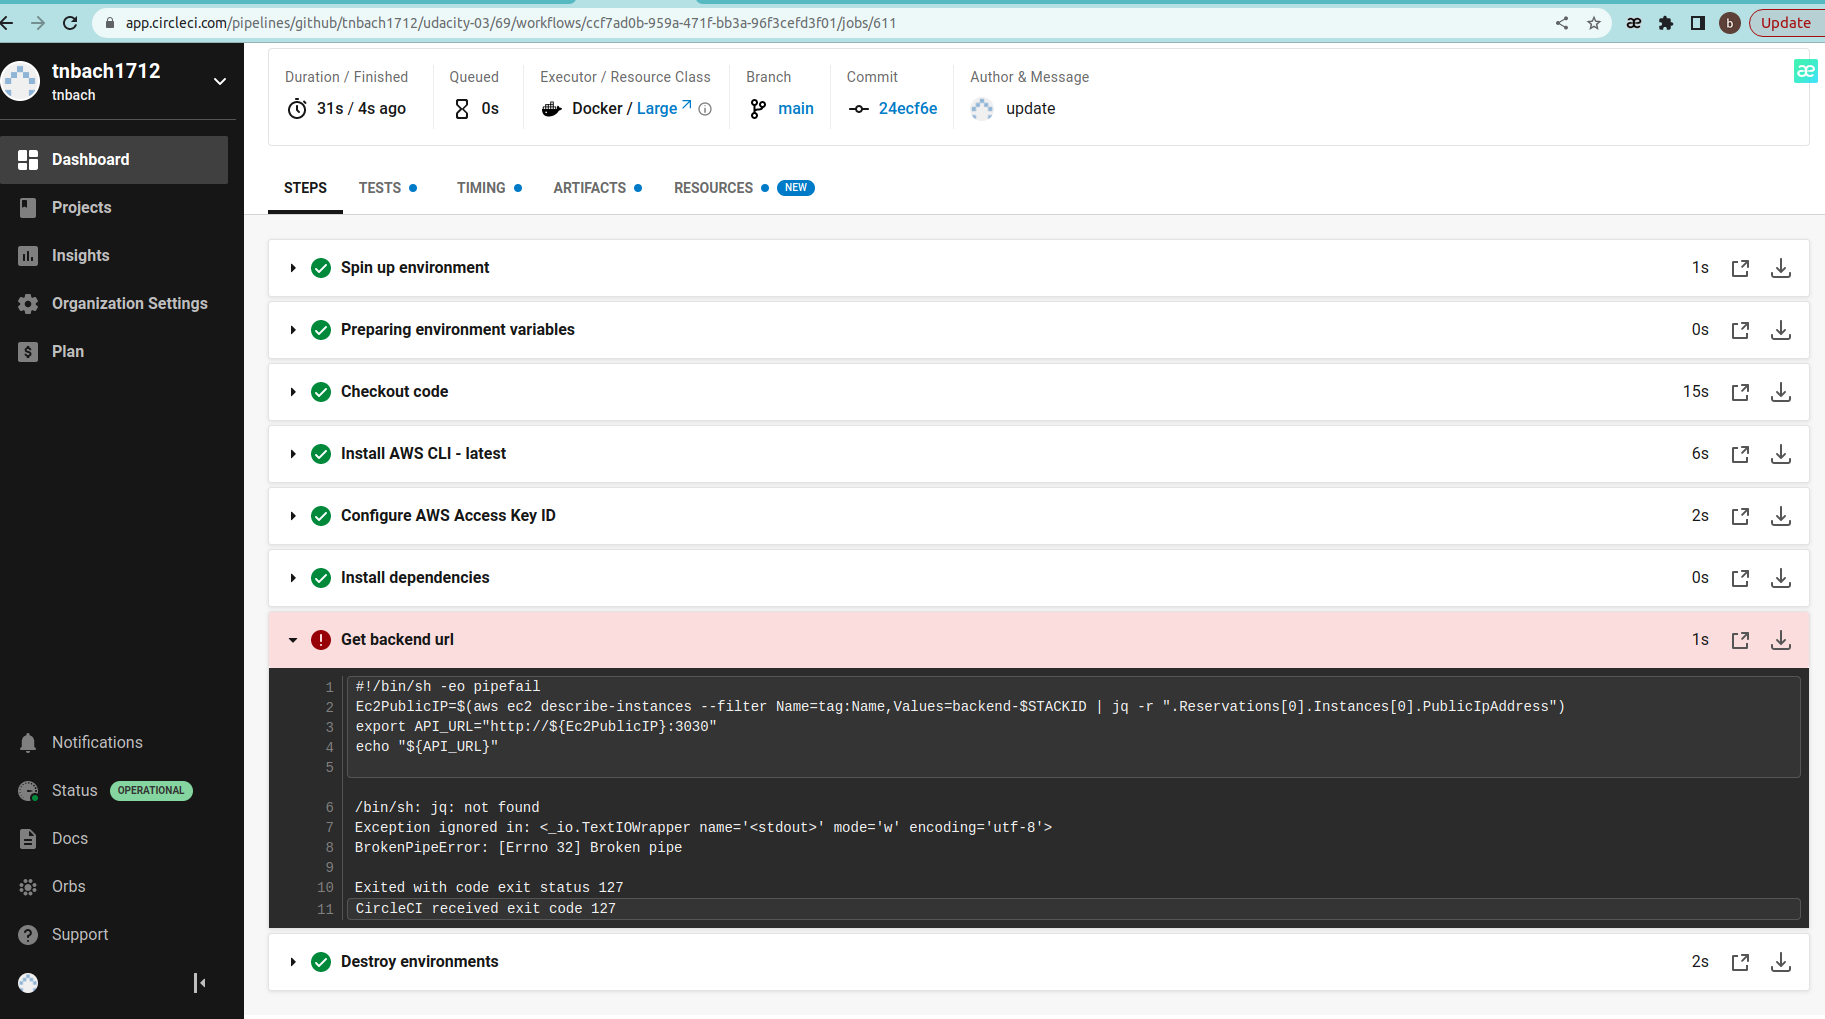 app.circleci.com/pipelines/github/tnbach1712/udacity-03/69/workflows/ccf7ad0b-959a-471f-bb3a-96f3cefd3f01/jobs/611
æ
b
Update
tnbach1712
tnbach
Dashboard
Projects
Insights
Organization Settings
$
Plan
Notifications
Status
OPERATIONAL
Docs
Orbs
?
Support
Duration / Finished
Queued
Executor / Resource Class
Branch
Commit
Author & Message
æ
31s / 4s ago
0s
Docker / Large
main
24ecf6e
update
STEPS
TESTS
TIMING
ARTIFACTS
RESOURCES
NEW
Spin up environment
1s
Preparing environment variables
0s
Checkout code
15s
Install AWS CLI - latest
6s
Configure AWS Access Key ID
2s
Install dependencies
0s
!
Get backend url
1s
1 #!/bin/sh -eo pipefail
2 Ec2PublicIP=$(aws ec2 describe-instances --filter Name=tag:Name,Values=backend-$STACKID | jq -r ".Reservations[0].Instances[0].PublicIpAddress")
3 export API_URL="http://${Ec2PublicIP}:3030"
4 echo "${API_URL}"
5
6 /bin/sh: jq: not found
7 Exception ignored in: <_io.TextIOWrapper name='<stdout>' mode='w' encoding='utf-8'>
8 BrokenPipeError: [Errno 32] Broken pipe
9
10 Exited with code exit status 127
11 CircleCI received exit code 127
Destroy environments
2s